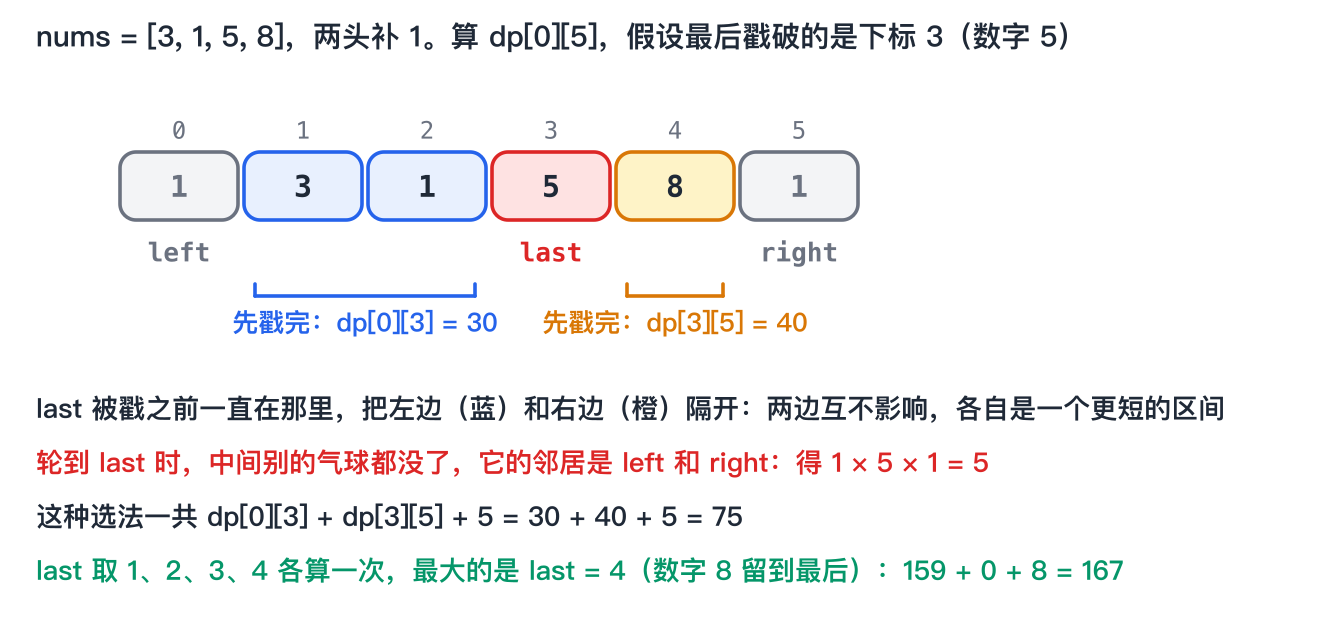 nums = [3, 1, 5, 8]，两头补 1。算 dp[0][5]，假设最后戳破的是下标 3（数字 5）
0 1 2 3 4 5
1 3 1 5 8 1
left last right
先戳完：dp[0][3] = 30 先戳完：dp[3][5] = 40
last 被戳之前一直在那里，把左边（蓝）和右边（橙）隔开：两边互不影响，各自是一个更短的区间
轮到 last 时，中间别的气球都没了，它的邻居是 left 和 right：得 1 × 5 × 1 = 5
这种选法一共 dp[0][3] + dp[3][5] + 5 = 30 + 40 + 5 = 75
last 取 1、2、3、4 各算一次，最大的是 last = 4（数字 8 留到最后）：159 + 0 + 8 = 167